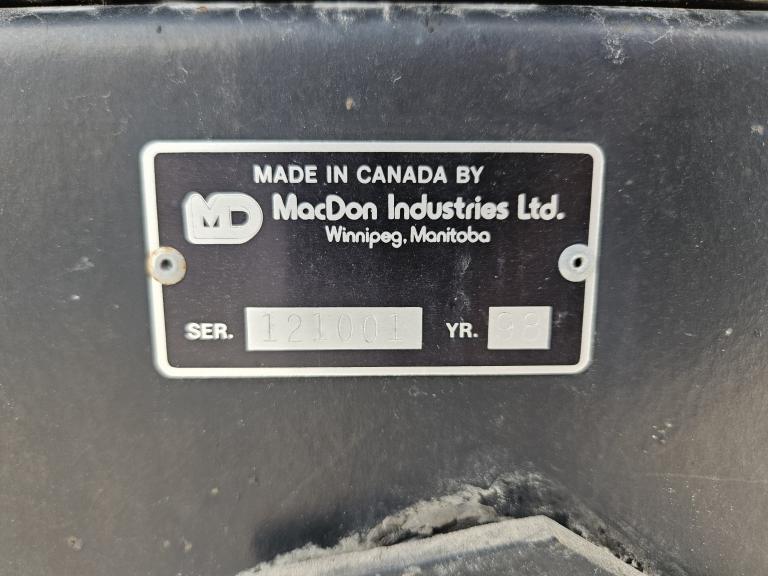 MADE IN CANADA BY
MD MacDon Industries Ltd.
Winnipeg, Manitoba
SER. 121001 YR. 98